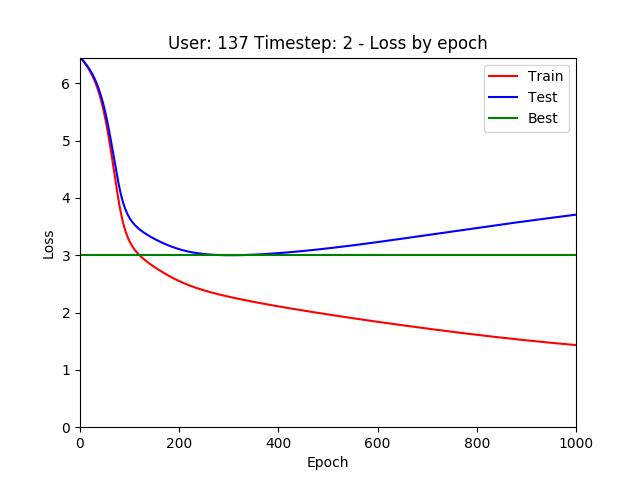 User: 137 Timestep: 2 - Loss by epoch
Train
Test
Best
Loss
6
5
4
3
2
1
0
0 200 400 600 800 1000
Epoch